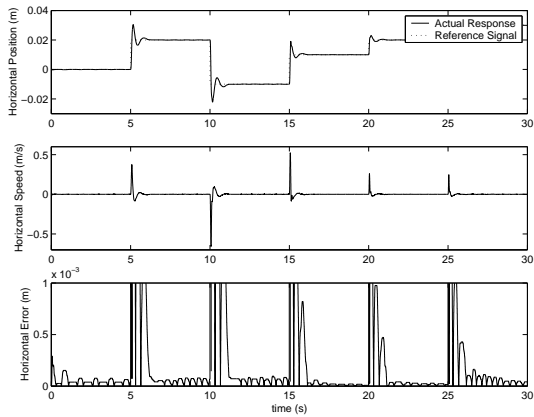 Horizontal Position (m)
0.04
0.02
0
−0.02
Actual Response
Reference Signal
0 5 10 15 20 25 30
Horizontal Speed (m/s)
0.5
0
−0.5
0 5 10 15 20 25 30
x 10⁻³
Horizontal Error (m)
1
0.5
0
0 5 10 15 20 25 30
time (s)